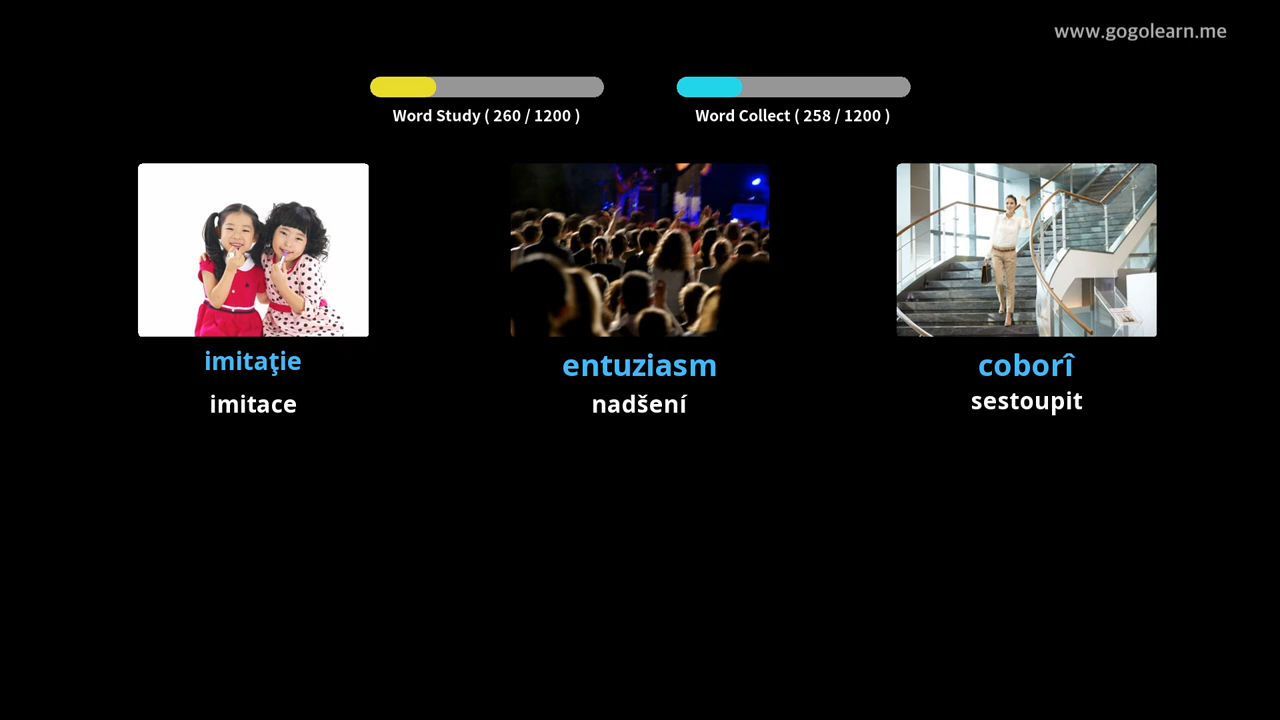 www.gogolearn.me
Word Study ( 260 / 1200 )
Word Collect ( 258 / 1200 )
imitaţie
entuziasm
coborî
imitace
nadšení
sestoupit